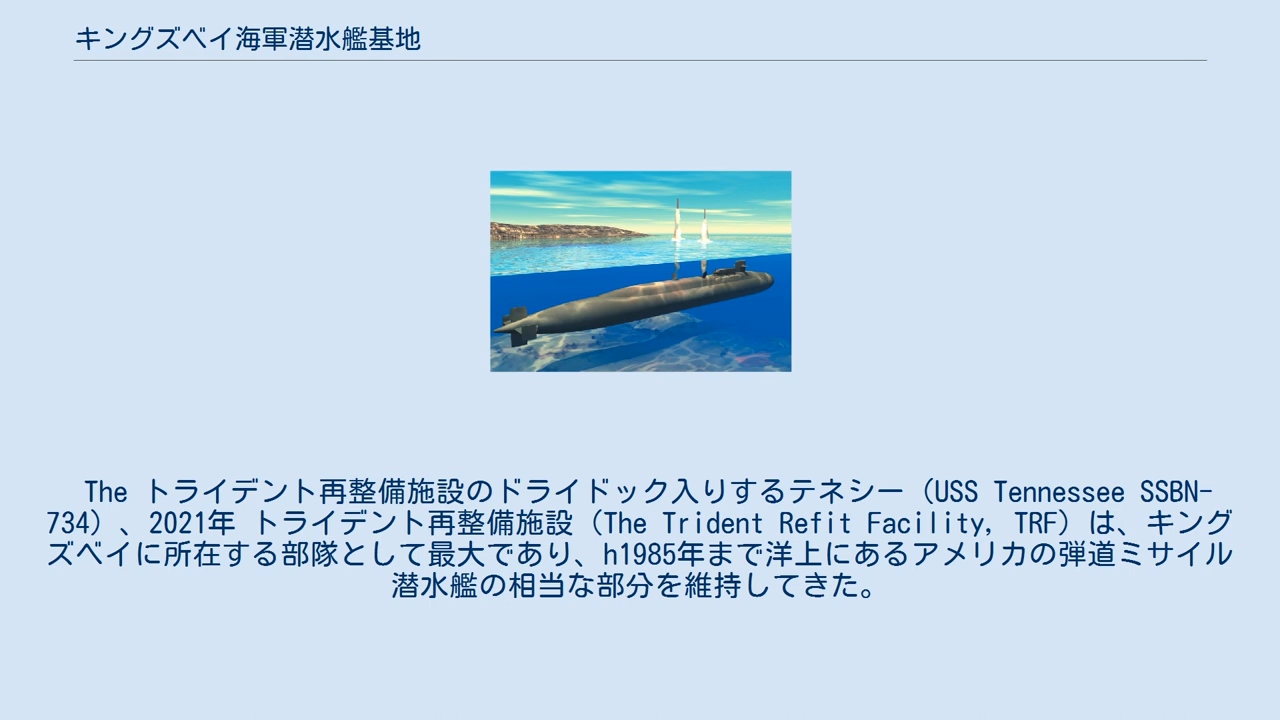 キングズベイ海軍潜水艦基地
The トライデント再整備施設のドライドック入りするテネシー（USS Tennessee SSBN-
734）、2021年 トライデント再整備施設（The Trident Refit Facility, TRF）は、キング
ズベイに所在する部隊として最大であり、h1985年まで洋上にあるアメリカの弾道ミサイル
潜水艦の相当な部分を維持してきた。